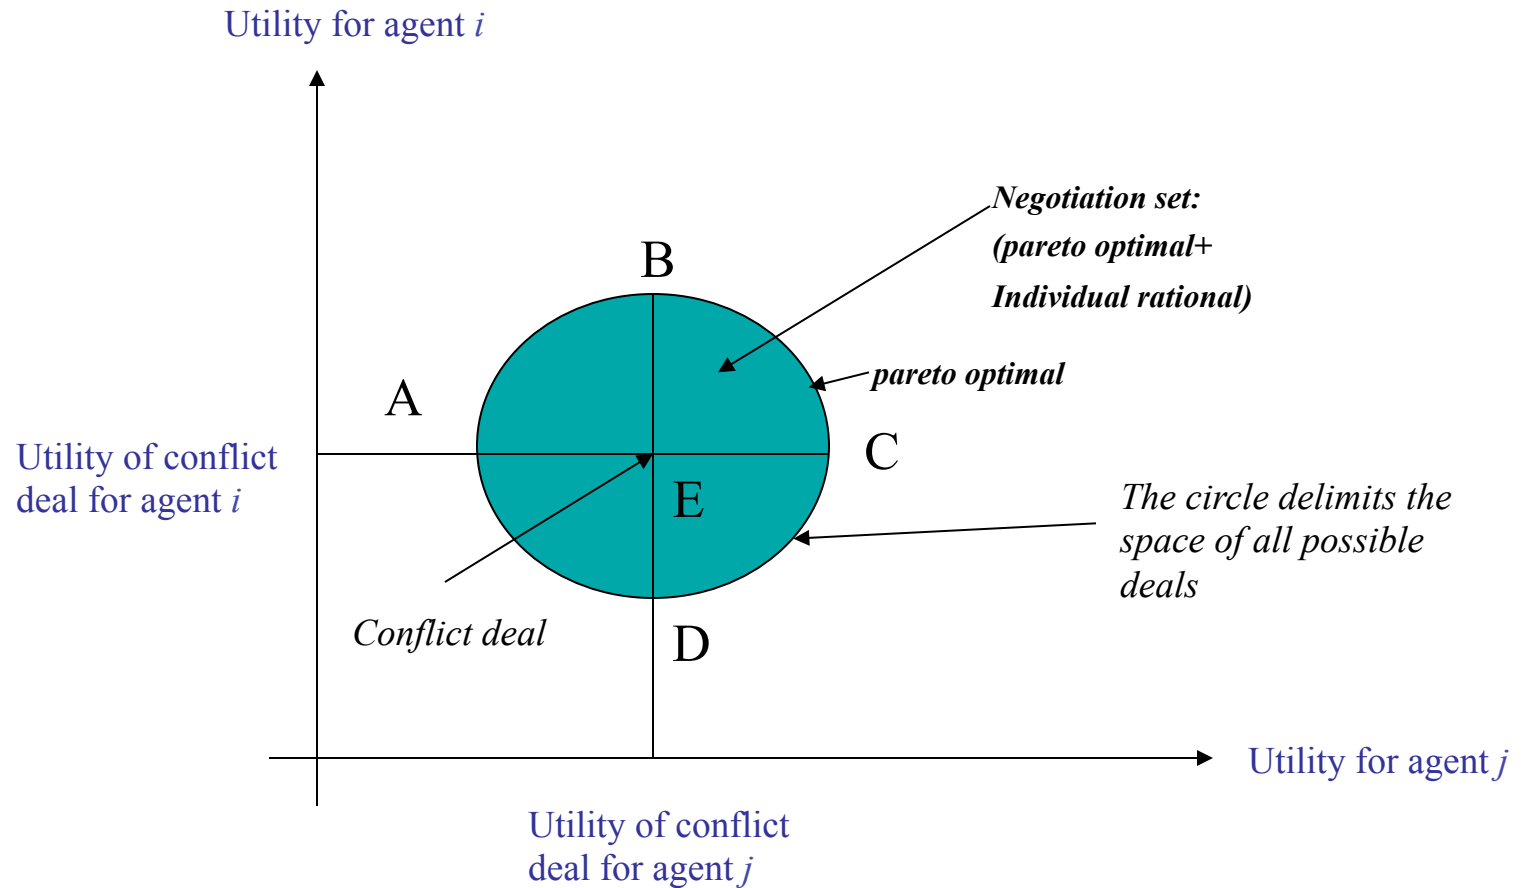 Utility for agent i
Negotiation set:
(pareto optimal+
Individual rational)
B
pareto optimal
A
C
Utility of conflict
deal for agent i
E
The circle delimits the
space of all possible
deals
Conflict deal
D
Utility for agent j
Utility of conflict
deal for agent j